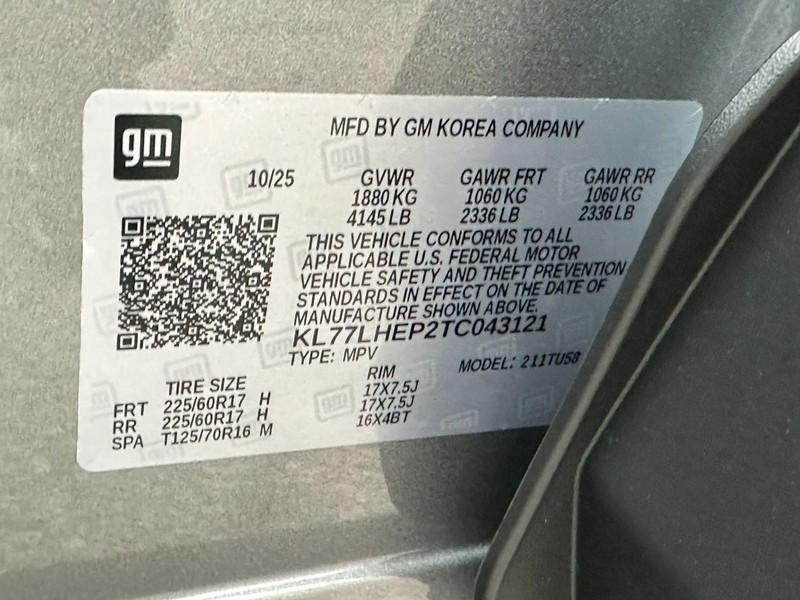 gm
MFD BY GM KOREA COMPANY
10/25 GVWR GAWR FRT GAWR RR
1880 KG 1060 KG 1060 KG
4145 LB 2336 LB 2336 LB
THIS VEHICLE CONFORMS TO ALL
APPLICABLE U.S. FEDERAL MOTOR
VEHICLE SAFETY AND THEFT PREVENTION
STANDARDS IN EFFECT ON THE DATE OF
MANUFACTURE SHOWN ABOVE.
KL77LHEP2TC043121
TYPE: MPV MODEL: 211TU58
TIRE SIZE RIM
FRT 225/60R17 H 17X7.5J
RR 225/60R17 H 17X7.5J
SPA T125/70R16 M 16X4BT